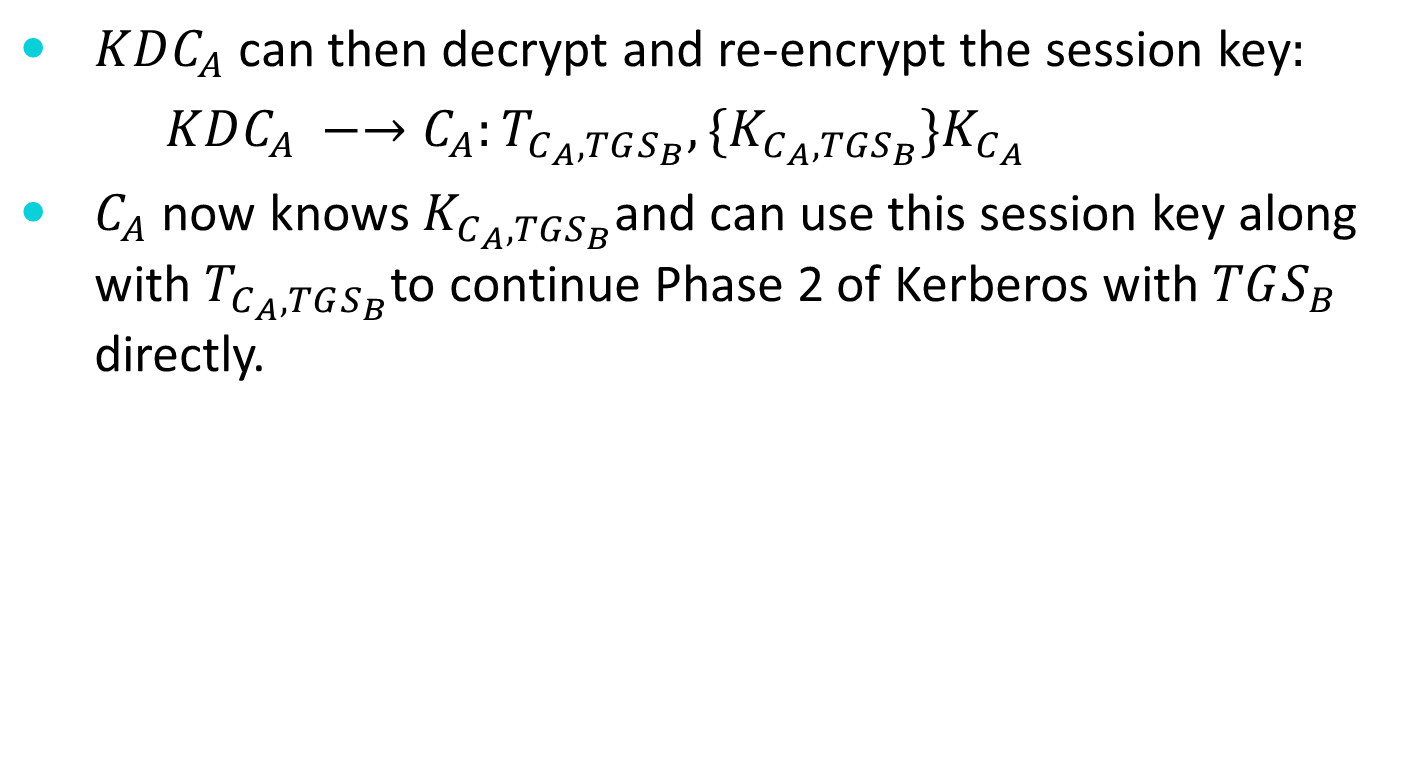 • KDC_A can then decrypt and re-encrypt the session key:
KDC_A −→ C_A: T_{C_A,TGS_B}, {K_{C_A,TGS_B}}K_{C_A}
• C_A now knows K_{C_A,TGS_B} and can use this session key along
with T_{C_A,TGS_B} to continue Phase 2 of Kerberos with TGS_B
directly.